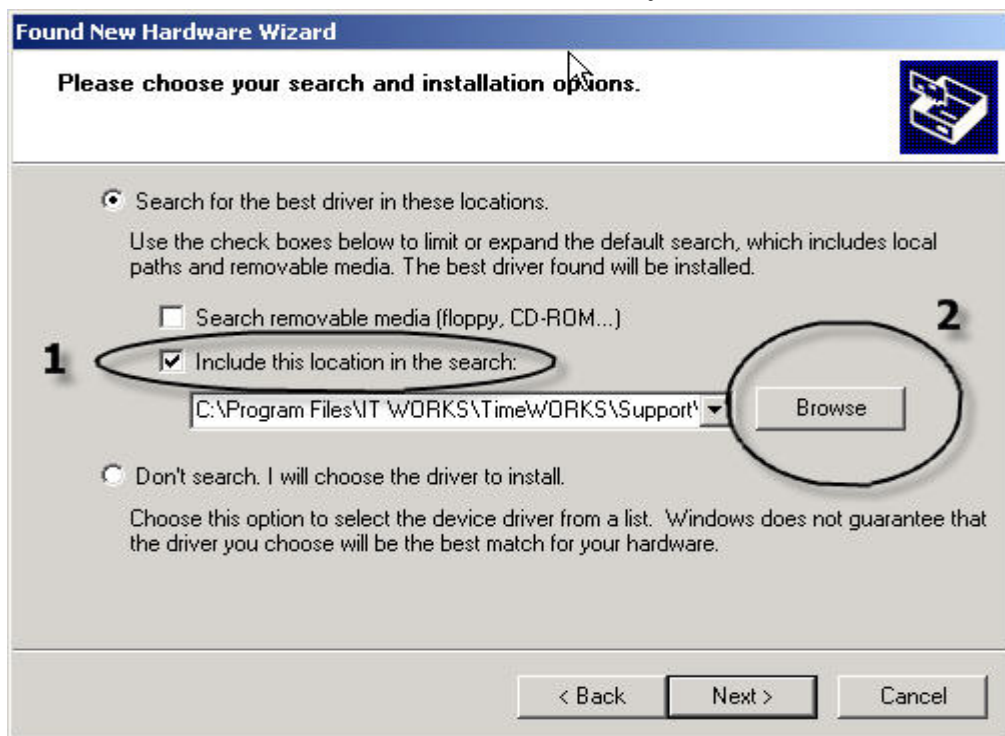 Found New Hardware Wizard
Please choose your search and installation options.
Search for the best driver in these locations.
Use the check boxes below to limit or expand the default search, which includes local
paths and removable media. The best driver found will be installed.
Search removable media (floppy, CD-ROM...)
2
1
Include this location in the search:
C:\Program Files\IT WORKS\TimeWORKS\Support\
Browse
Don't search. I will choose the driver to install.
Choose this option to select the device driver from a list. Windows does not guarantee that
the driver you choose will be the best match for your hardware.
< Back
Next >
Cancel